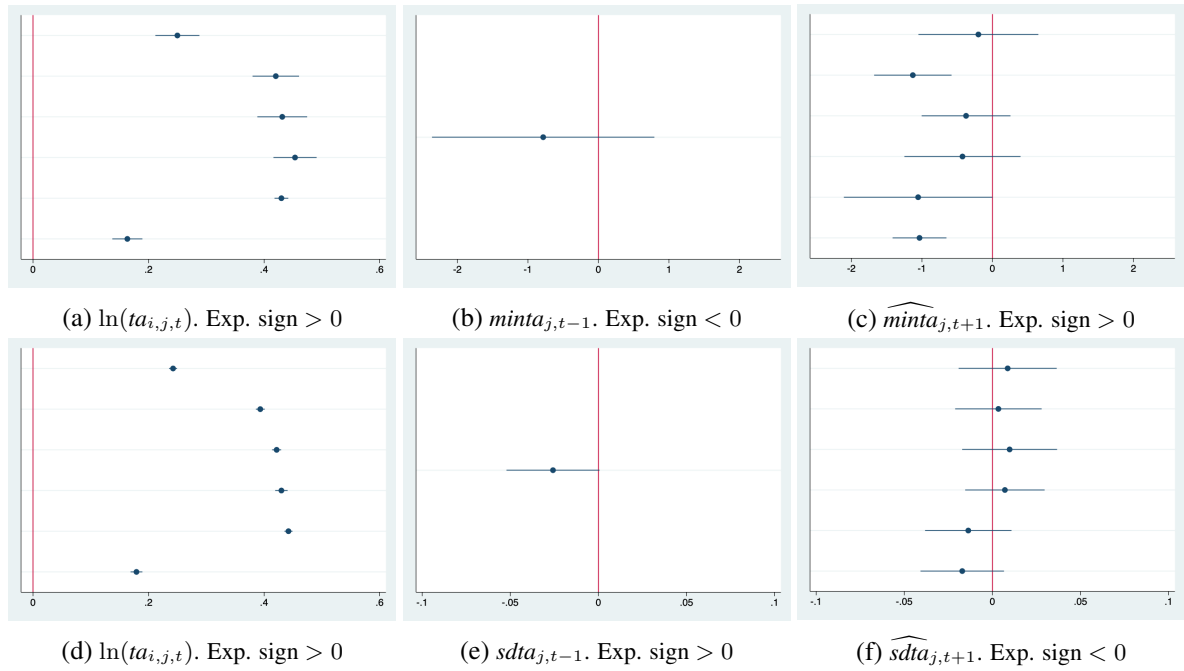 0 .2 .4 .6
-2 -1 0 1 2
-2 -1 0 1 2
(a) ln(ta_{i,j,t}). Exp. sign > 0
(b) minta_{j,t−1}. Exp. sign < 0
(c) \widehat{minta}_{j,t+1}. Exp. sign > 0
0 .2 .4 .6
-.1 -.05 0 .05 .1
-.1 -.05 0 .05 .1
(d) ln(ta_{i,j,t}). Exp. sign > 0
(e) sdta_{j,t−1}. Exp. sign > 0
(f) \widehat{sdta}_{j,t+1}. Exp. sign < 0